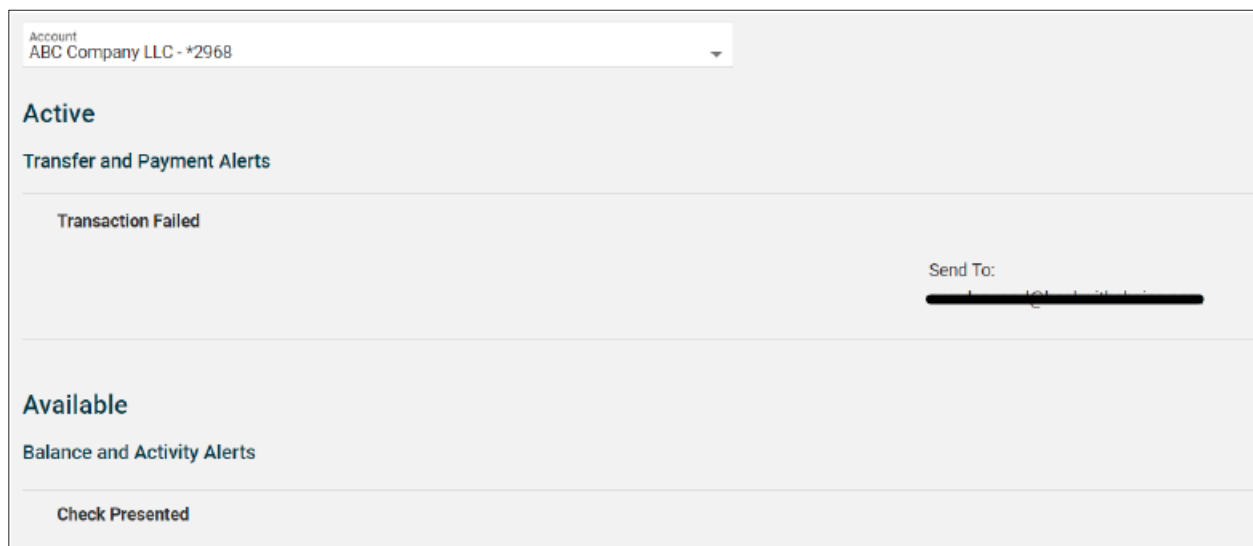 Account
ABC Company LLC - *2968
Active
Transfer and Payment Alerts
Transaction Failed
Send To:
Available
Balance and Activity Alerts
Check Presented